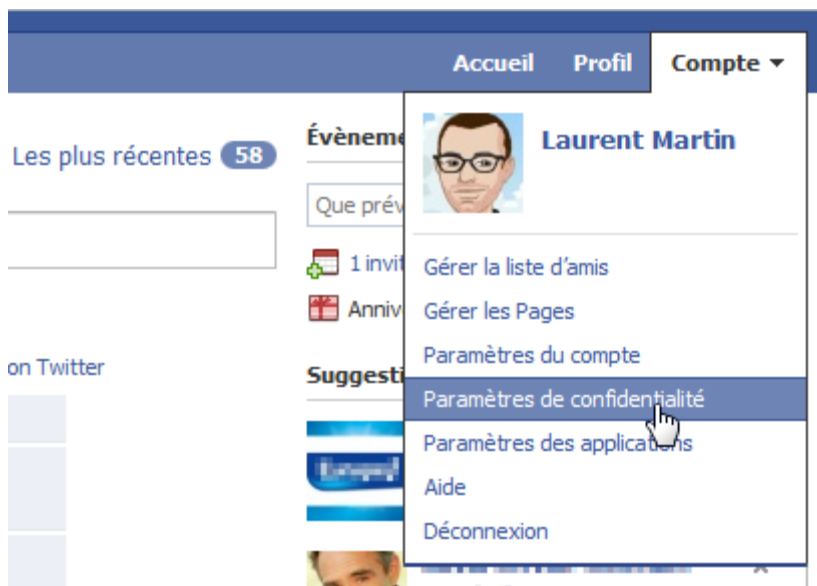 Accueil Profil Compte
Laurent Martin
Les plus récentes 58
Évèneme
Que prév
1 invit
Anniv
on Twitter
Suggesti
Gérer la liste d'amis
Gérer les Pages
Paramètres du compte
Paramètres de confidentialité
Paramètres des applications
Aide
Déconnexion